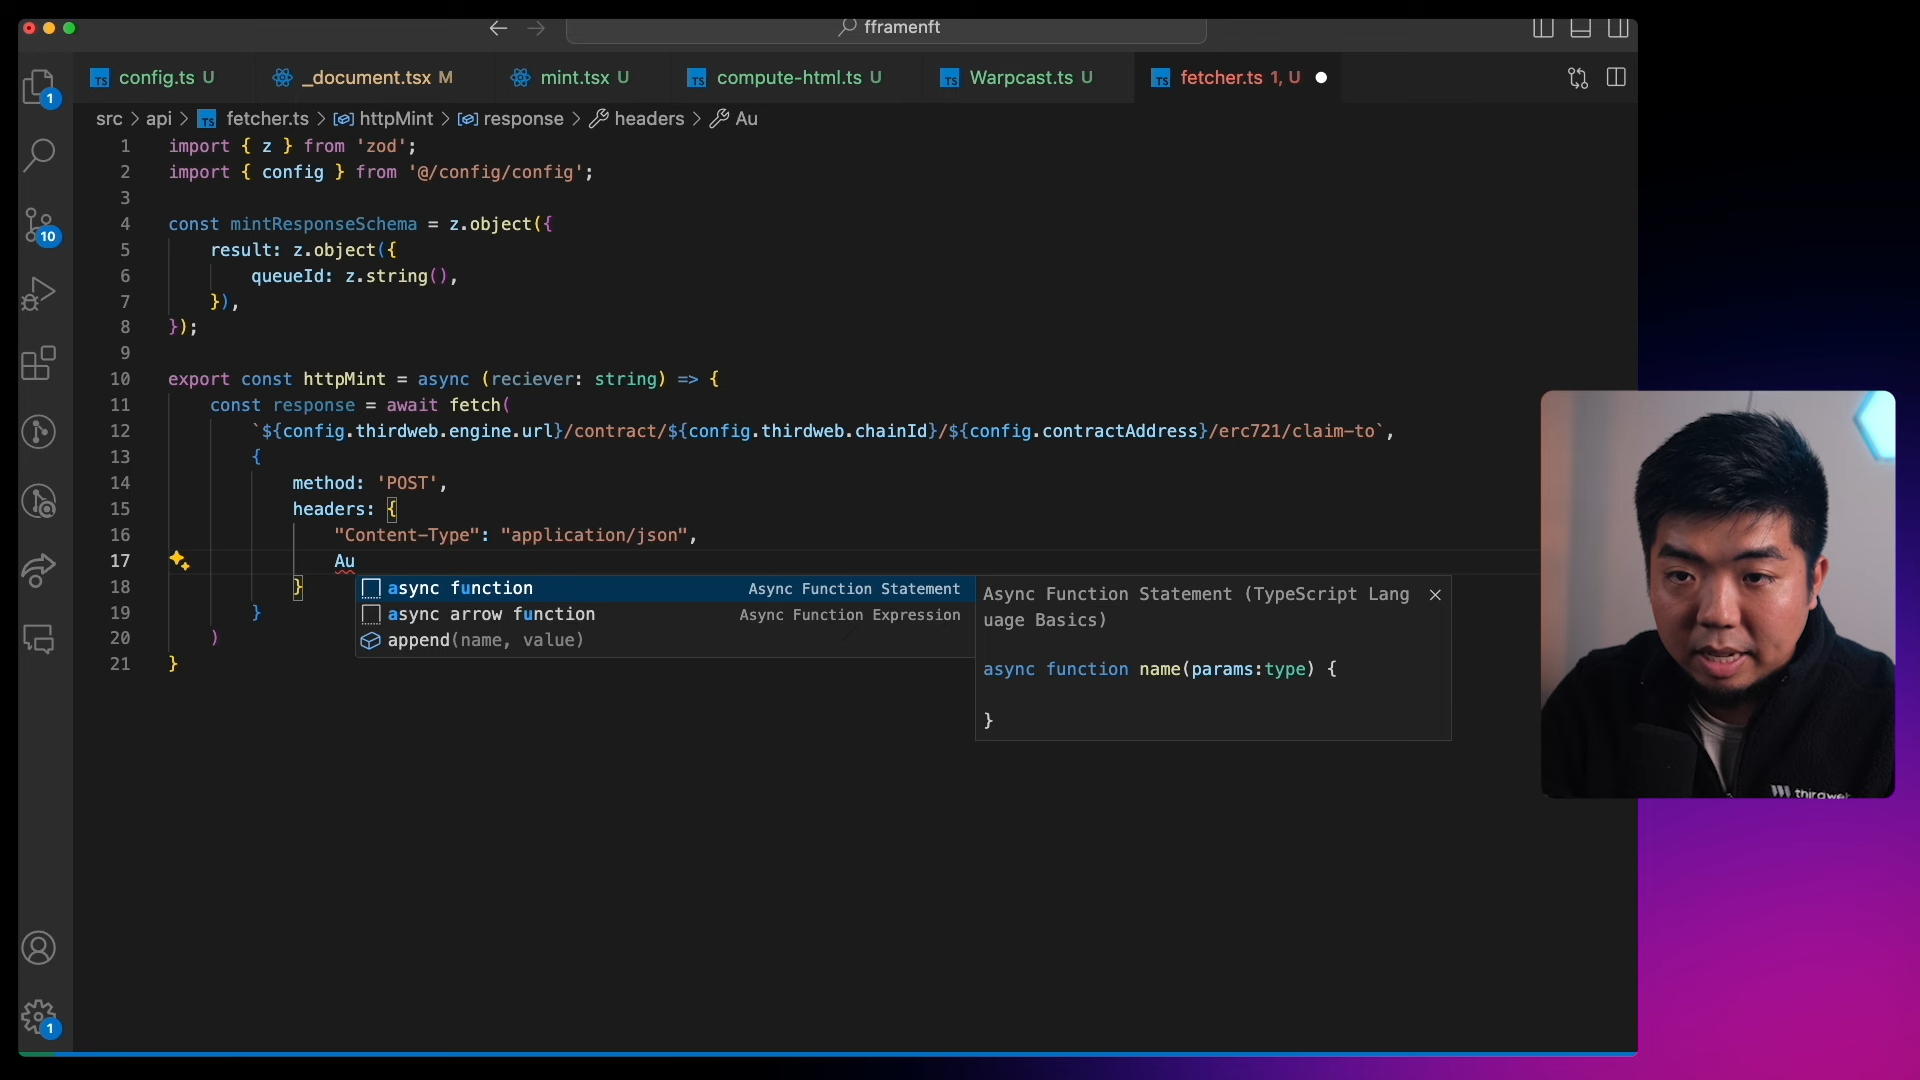 fframenft
config.ts U
_document.tsx M
mint.tsx U
compute-html.ts U
Warpcast.ts U
fetcher.ts 1, U
src > api > TS fetcher.ts > httpMint > response > headers > Au
1 import { z } from 'zod';
2 import { config } from '@/config/config';
3
4 const mintResponseSchema = z.object({
5 result: z.object({
6 queueId: z.string(),
7 }),
8 });
9
10 export const httpMint = async (reciever: string) => {
11 const response = await fetch(
12 `${config.thirdweb.engine.url}/contract/${config.thirdweb.chainId}/${config.contractAddress}/erc721/claim-to`,
13 {
14 method: 'POST',
15 headers: {
16 "Content-Type": "application/json",
17 Au
18 }
19 }
20 )
21 }
async function Async Function Statement
async arrow function Async Function Expression
append(name, value)
Async Function Statement (TypeScript Lang
uage Basics)
async function name(params:type) {
}
1
10
1